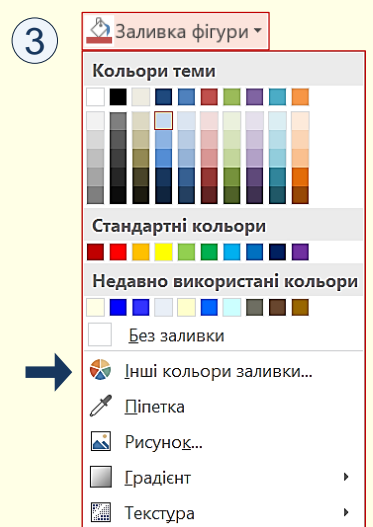 3
Заливка фігури
Кольори теми
Стандартні кольори
Недавно використані кольори
Без заливки
Інші кольори заливки...
Піпетка
Рисунок...
Градієнт
Текстура